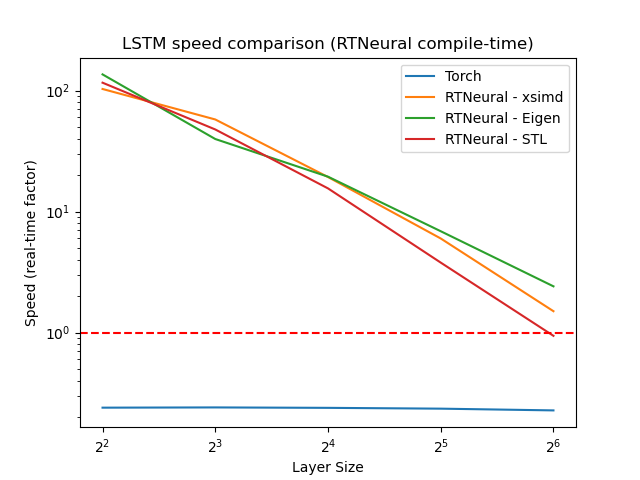 LSTM speed comparison (RTNeural compile-time)
Torch
RTNeural - xsimd
RTNeural - Eigen
RTNeural - STL
Speed (real-time factor)
10²
10¹
10⁰
2² 2³ 2⁴ 2⁵ 2⁶
Layer Size